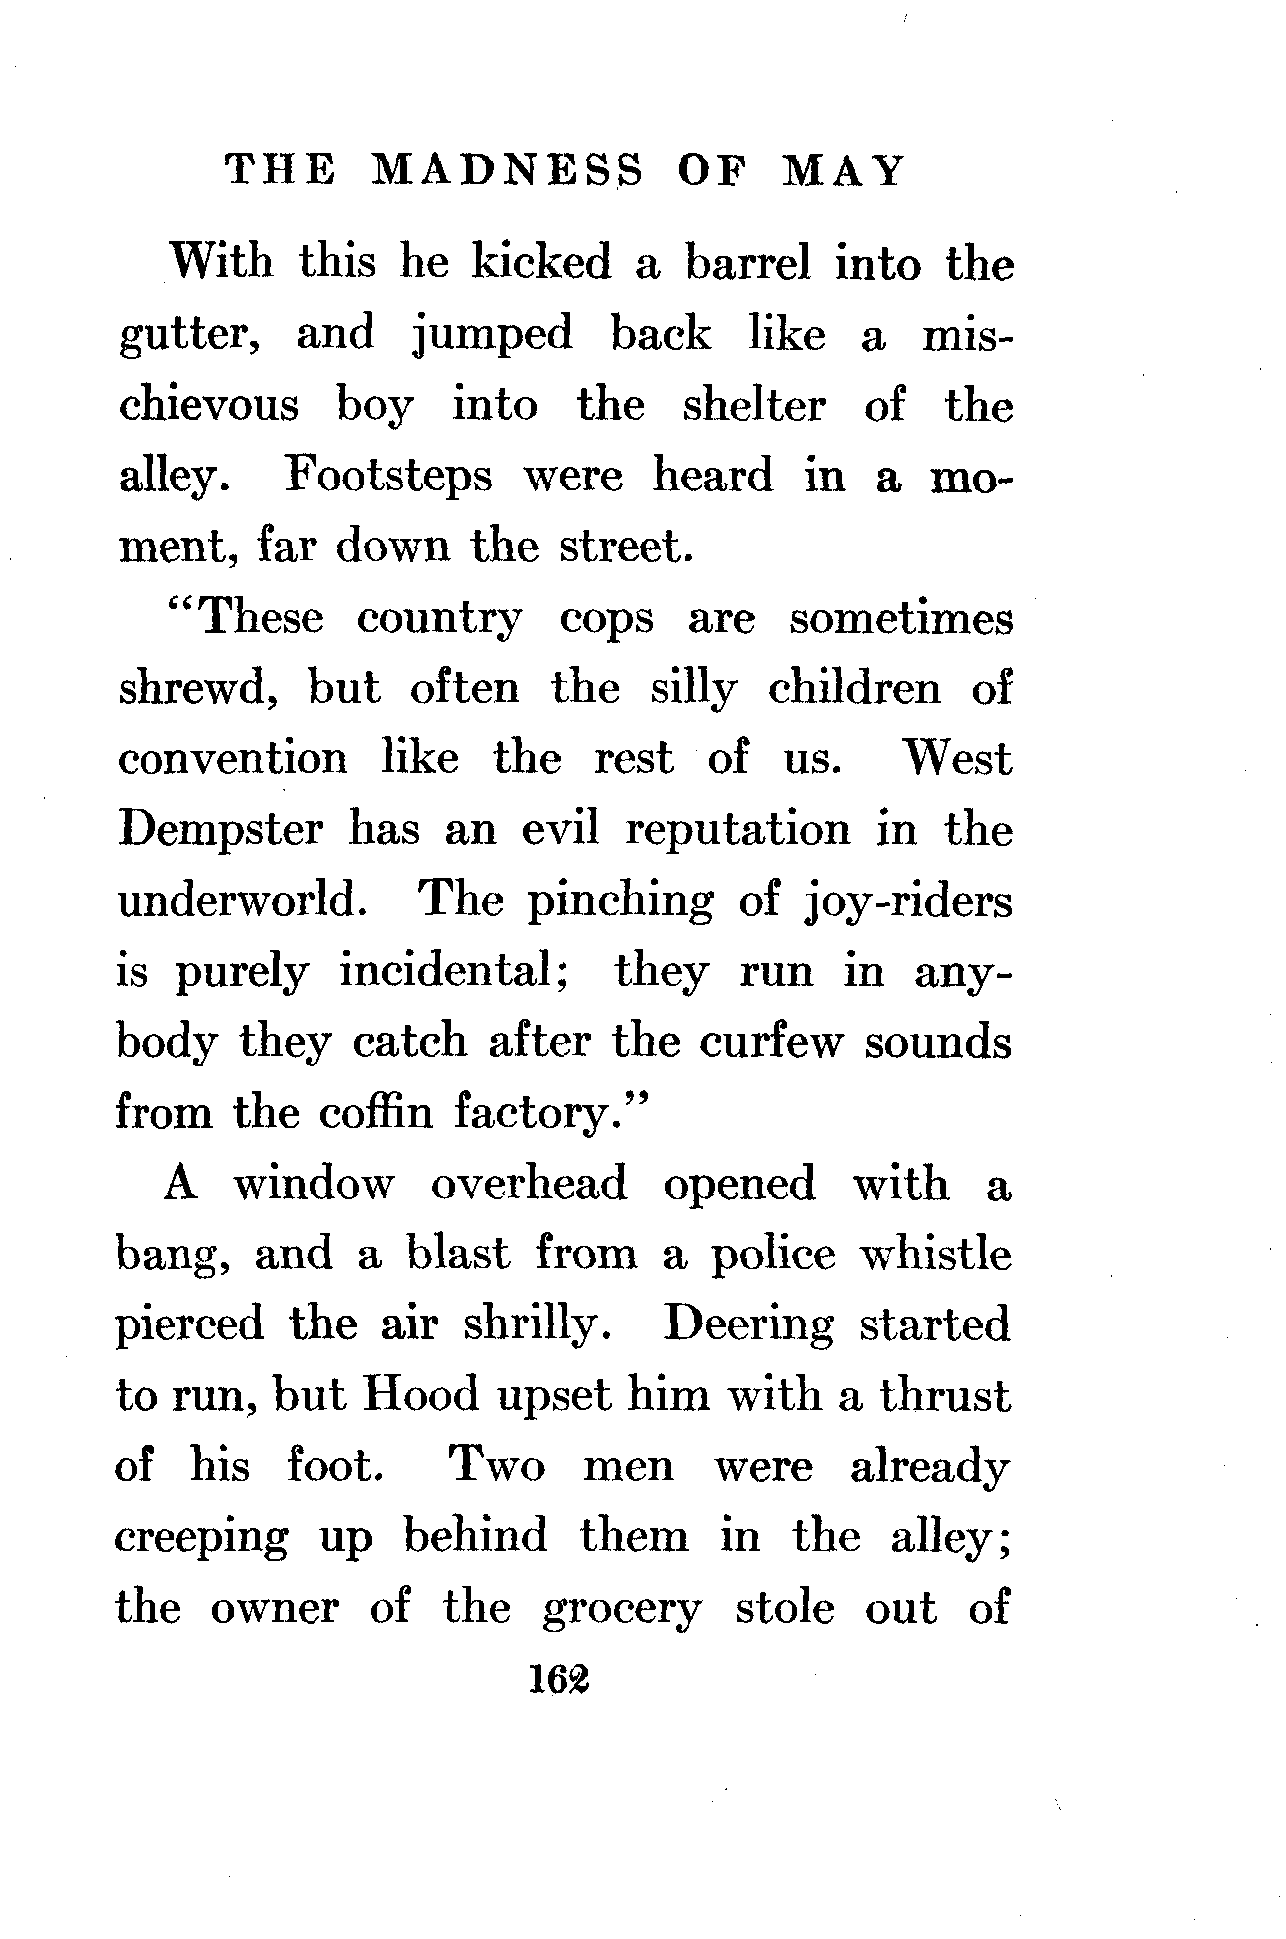 THE MADNESS OF MAY
With this he kicked a barrel into the
gutter, and jumped back like a mis-
chievous boy into the shelter of the
alley. Footsteps were heard in a mo-
ment, far down the street.
“These country cops are sometimes
shrewd, but often the silly children of
convention like the rest of us. West
Dempster has an evil reputation in the
underworld. The pinching of joy-riders
is purely incidental; they run in any-
body they catch after the curfew sounds
from the coffin factory.”
A window overhead opened with a
bang, and a blast from a police whistle
pierced the air shrilly. Deering started
to run, but Hood upset him with a thrust
of his foot. Two men were already
creeping up behind them in the alley;
the owner of the grocery stole out of
162